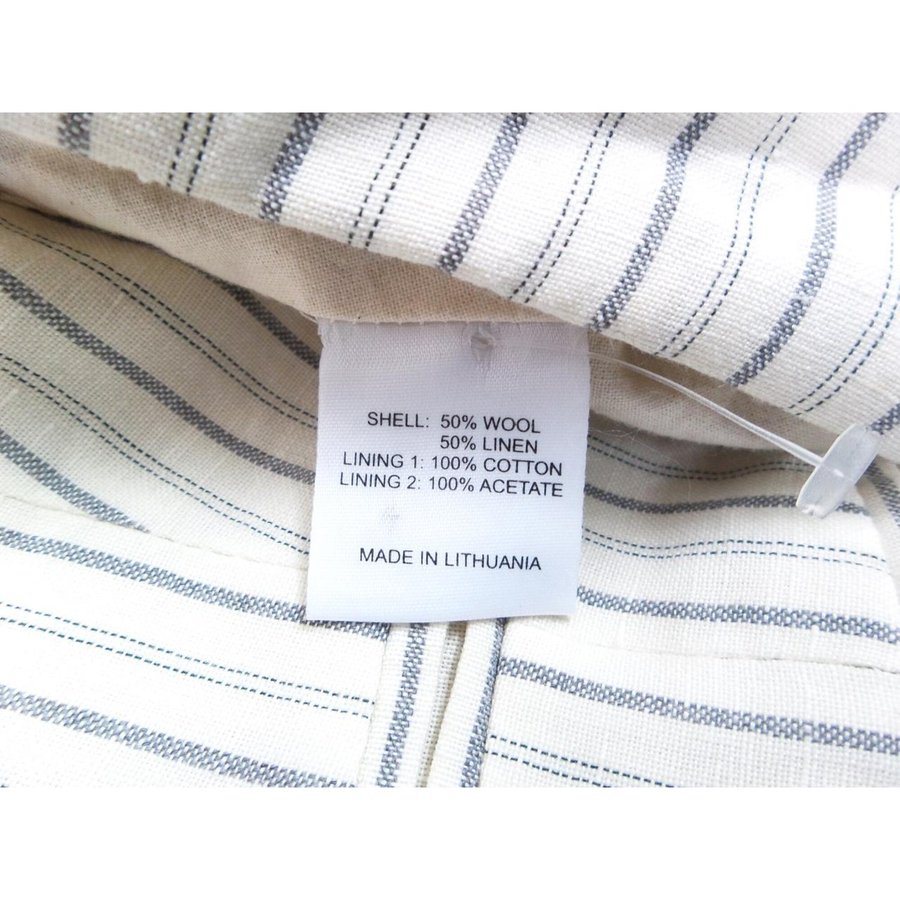 SHELL: 50% WOOL
50% LINEN
LINING 1: 100% COTTON
LINING 2: 100% ACETATE
MADE IN LITHUANIA